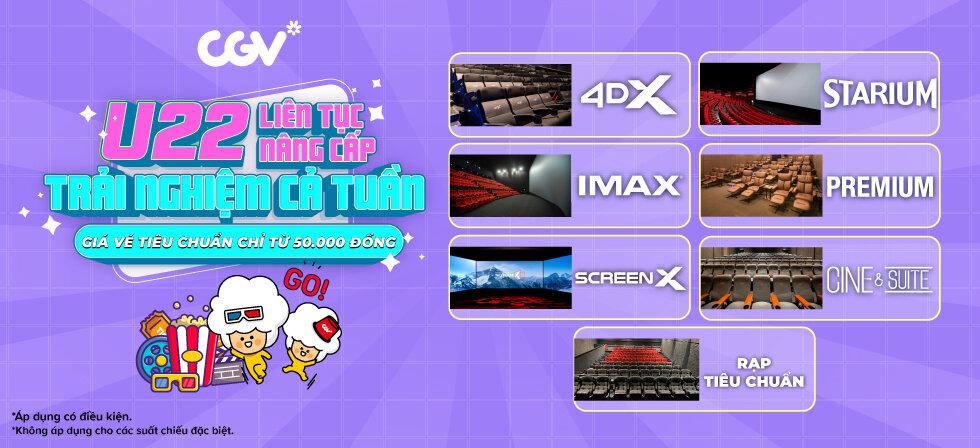 CGV*
U22 LIÊN TỤC
NÂNG CẤP
TRẢI NGHIỆM CẢ TUẦN
GIÁ VÉ TIÊU CHUẨN CHỈ TỪ 50.000 ĐỒNG
GO!
CGV
4DX
STARIUM
IMAX
PREMIUM
SCREENX
CINE & SUITE
RẠP
TIÊU CHUẨN
*Áp dụng có điều kiện.
*Không áp dụng cho các suất chiếu đặc biệt.